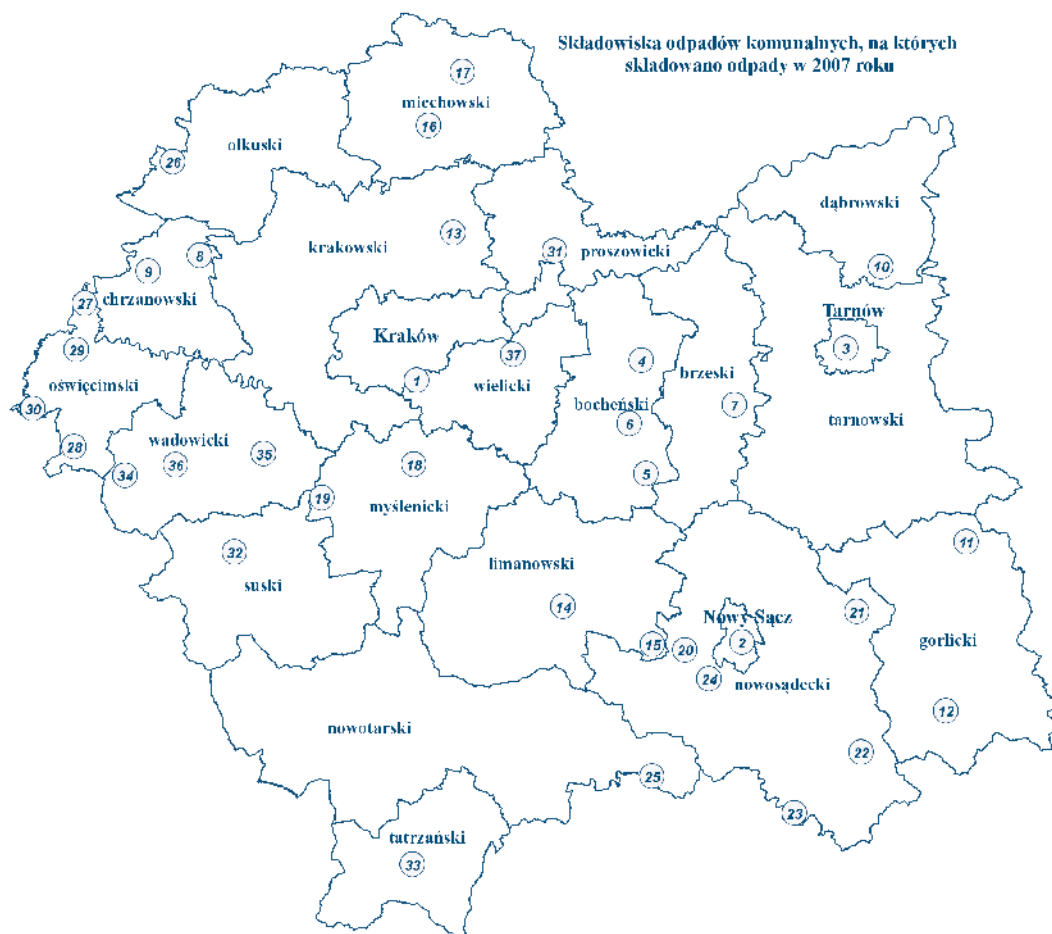 Składowiska odpadów komunalnych, na których
składowano odpady w 2007 roku
17
miechowski
16
olkuski
26
dąbrowski
13
krakowski
8
31
proszowicki
10
9
27
chrzanowski
Tarnów
29
Kraków
37
3
4
oświęcimski
1
wielicki
brzeski
30
bocheński
7
6
tarnowski
28
wadowicki
35
36
34
18
5
19
myślenicki
11
32
limanowski
suski
14
21
Nowy Sącz
15
20
2
gorlicki
24
nowosądecki
12
nowotarski
22
25
23
tatrzański
33